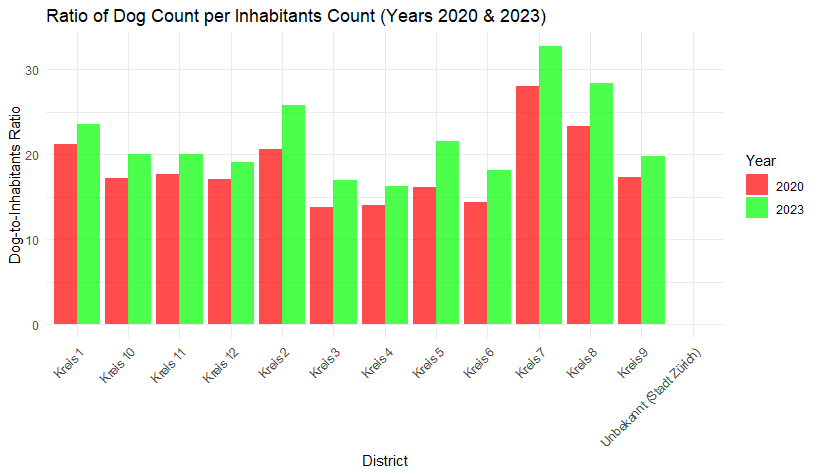 Ratio of Dog Count per Inhabitants Count (Years 2020 & 2023)
Dog-to-Inhabitants Ratio
30
20
10
0
Kreis 1
Kreis 10
Kreis 11
Kreis 12
Kreis 2
Kreis 3
Kreis 4
Kreis 5
Kreis 6
Kreis 7
Kreis 8
Kreis 9
Unbekannt (Stadt Zürich)
District
Year
2020
2023